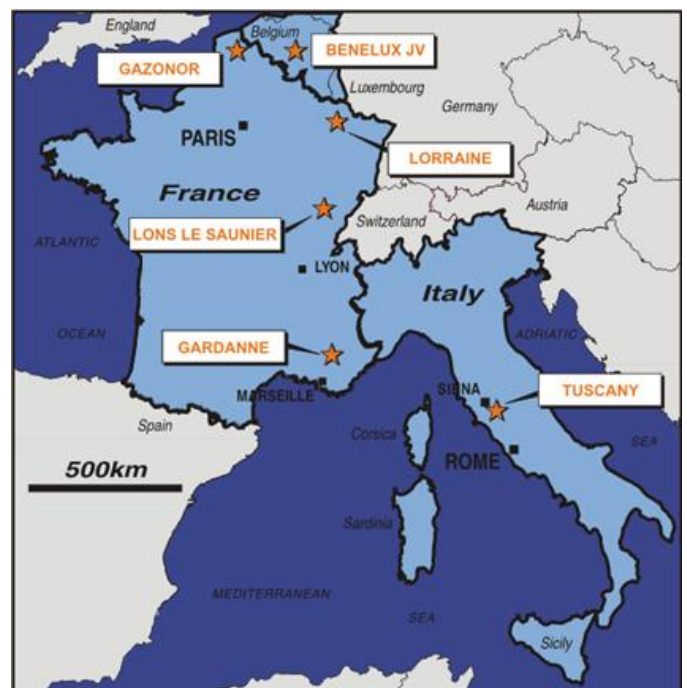 England
Belgium
BENELUX JV
GAZONOR
Luxembourg
Germany
PARIS
LORRAINE
France
Austria
Switzerland
LONS LE SAUNIER
ATLANTIC
LYON
Italy
OCEAN
ADRIATIC
GARDANNE
MARSEILLE
SIENA
TUSCANY
Spain
Corsica
SEA
ROME
500km
Sardinia
MEDITERRANEAN
SEA
Sicily